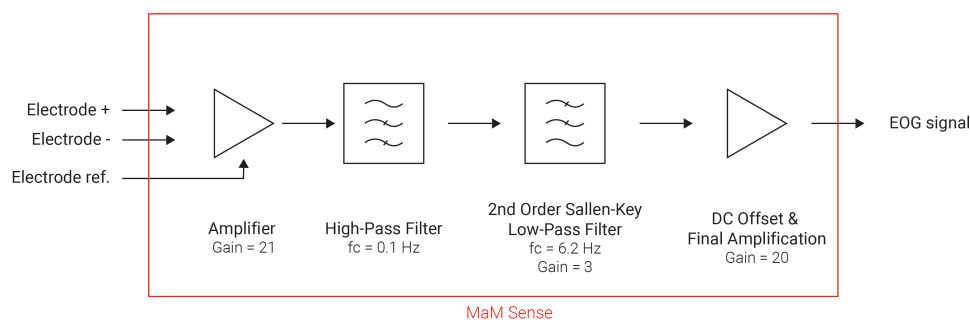 Electrode +
Electrode -
Electrode ref.
EOG signal
Amplifier
Gain = 21
High-Pass Filter
fc = 0.1 Hz
2nd Order Sallen-Key
Low-Pass Filter
fc = 6.2 Hz
Gain = 3
DC Offset &
Final Amplification
Gain = 20
MaM Sense